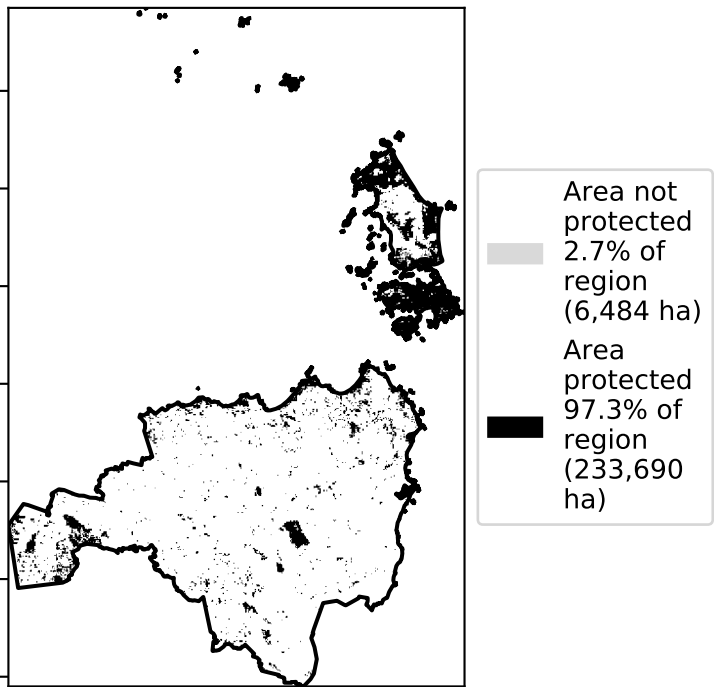 Area not
protected
2.7% of
region
(6,484 ha)
Area
protected
97.3% of
region
(233,690
ha)